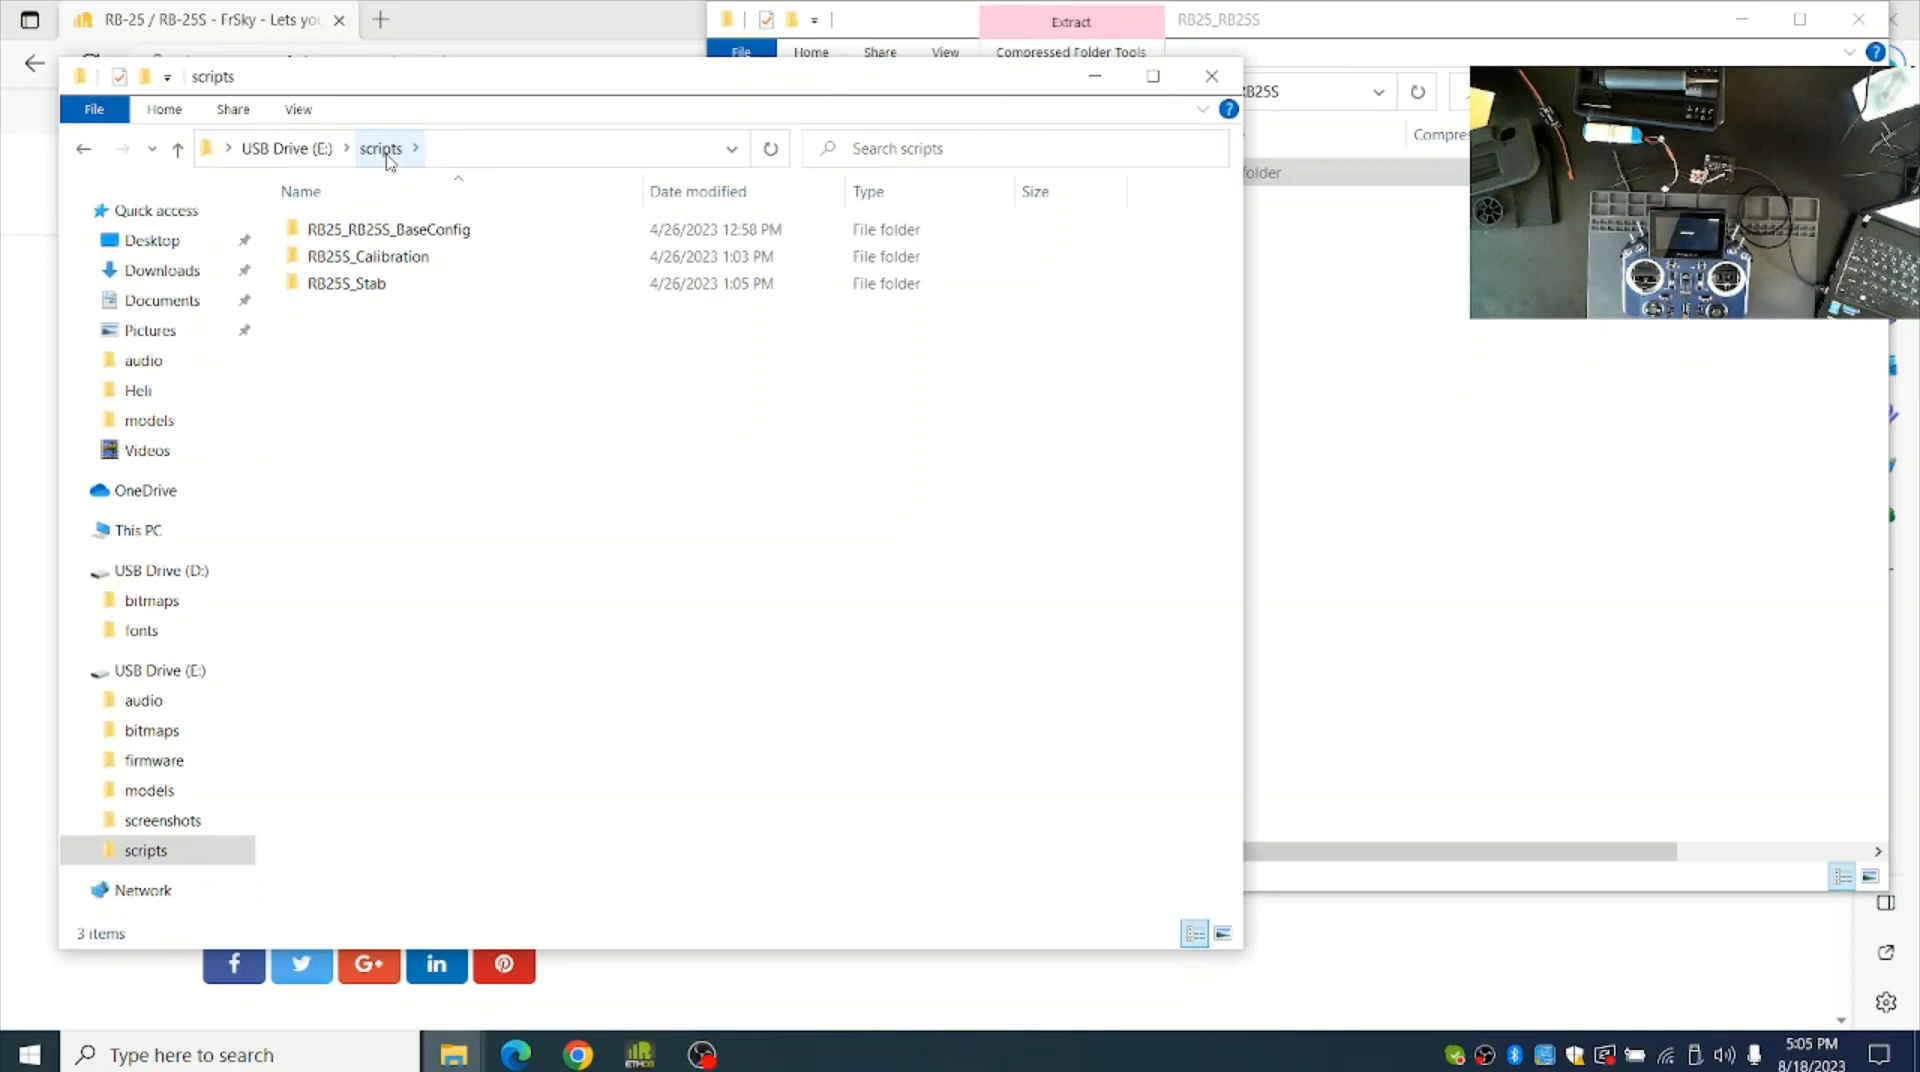 RB-25 / RB-25S - FrSky - Lets yo
Extract
RB25_RB25S
File
Home
Share
View
Compressed Folder Tools
scripts
B25S
File
Home
Share
View
Compres
USB Drive (E:)
scripts
Search scripts
older
Name
Date modified
Type
Size
RB25_RB25S_BaseConfig
4/26/2023 12:58 PM
File folder
RB25S_Calibration
4/26/2023 1:03 PM
File folder
RB25S_Stab
4/26/2023 1:05 PM
File folder
Quick access
Desktop
Downloads
Documents
Pictures
audio
Heli
models
Videos
OneDrive
This PC
USB Drive (D:)
bitmaps
fonts
USB Drive (E:)
audio
bitmaps
firmware
models
screenshots
scripts
Network
3 items
f
G+
in
Type here to search
ETHOS
5:05 PM
8/18/2023